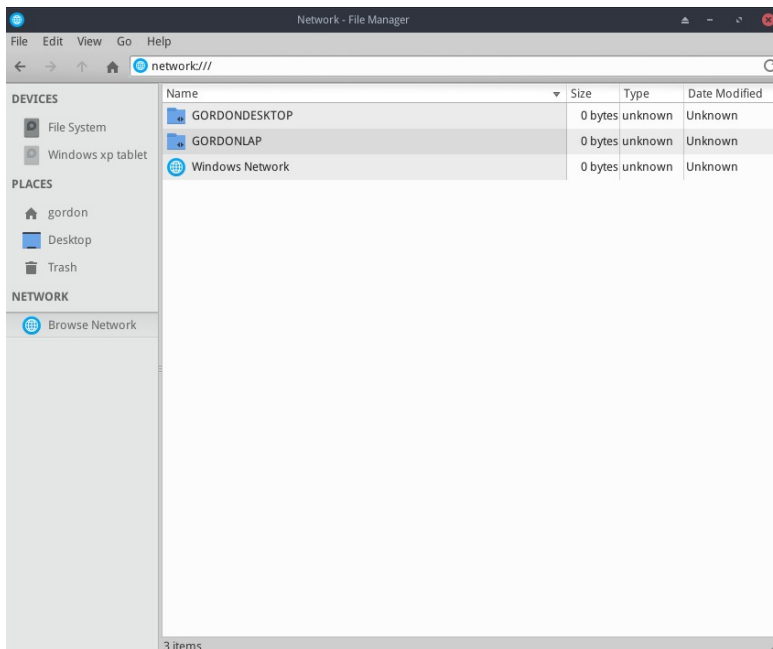 Network - File Manager
File Edit View Go Help
network:///
DEVICES
File System
Windows xp tablet
PLACES
gordon
Desktop
Trash
NETWORK
Browse Network
Name Size Type Date Modified
GORDONDESKTOP 0 bytes unknown Unknown
GORDONLAP 0 bytes unknown Unknown
Windows Network 0 bytes unknown Unknown
3 items